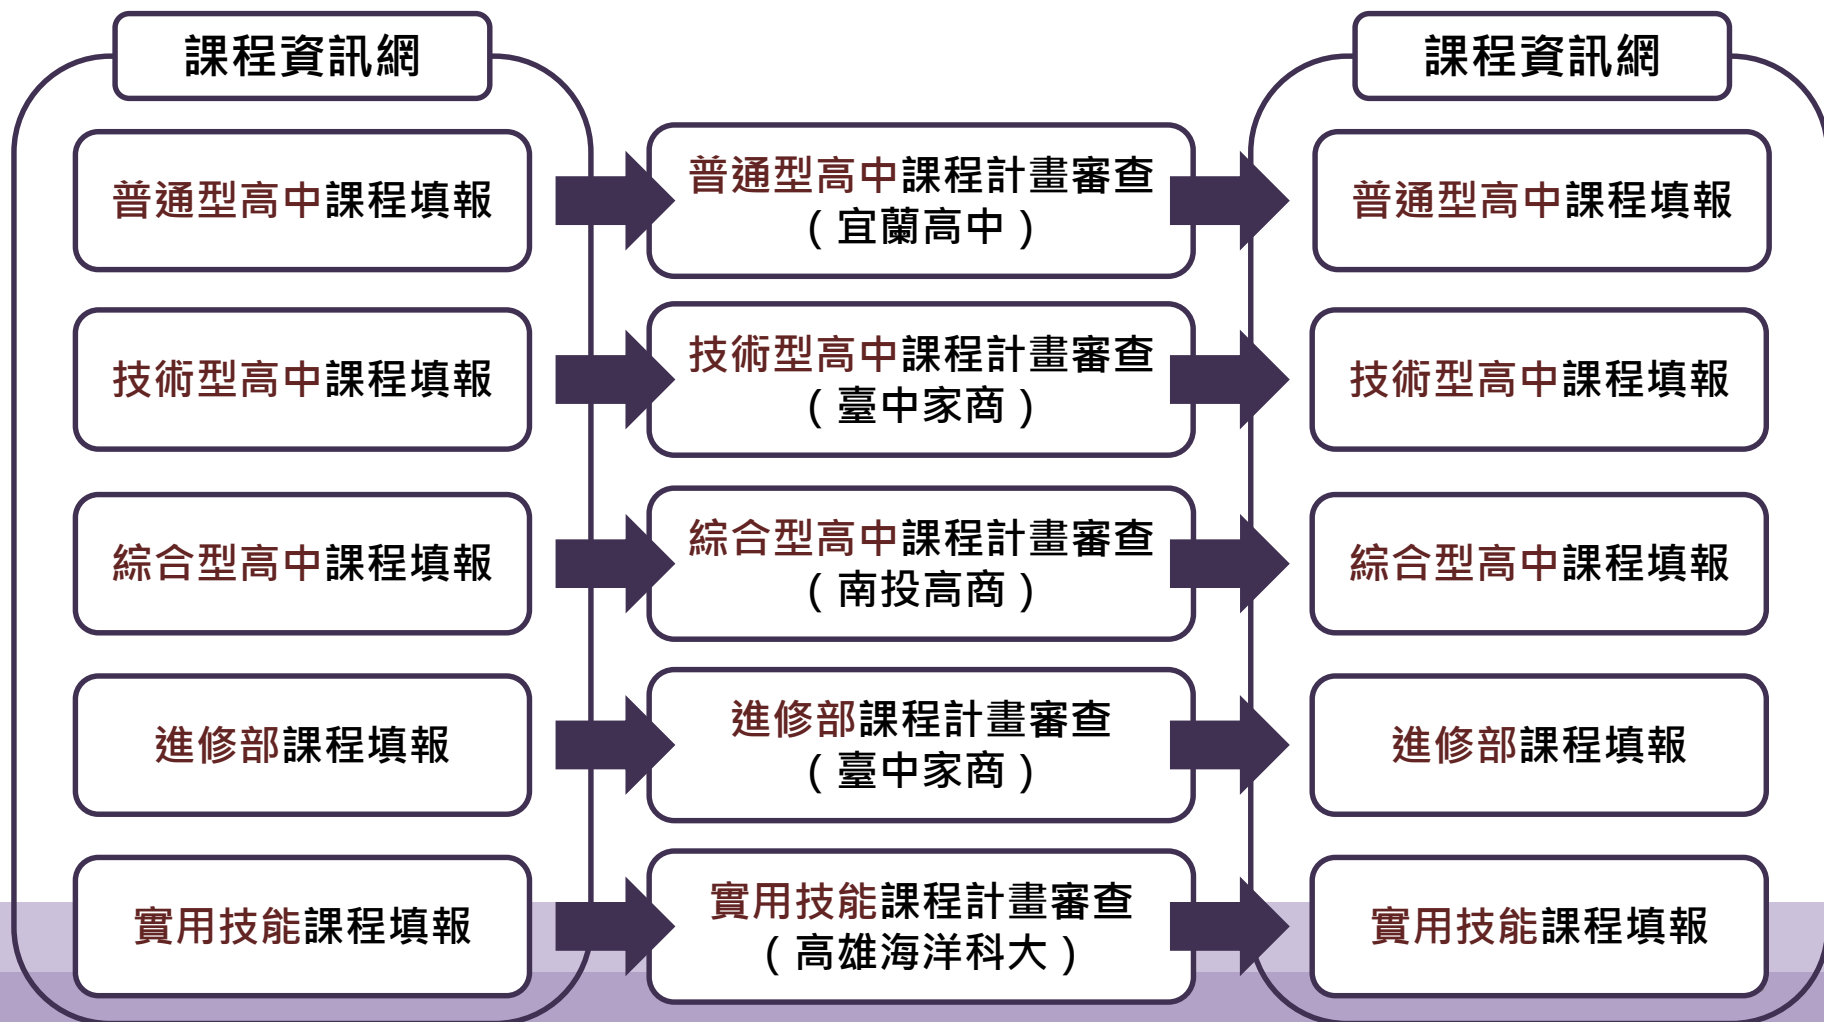 課程資訊網
普通型高中課程填報
技術型高中課程填報
綜合型高中課程填報
進修部課程填報
實用技能課程填報
普通型高中課程計畫審查
（宜蘭高中）
技術型高中課程計畫審查
（臺中家商）
綜合型高中課程計畫審查
（南投高商）
進修部課程計畫審查
（臺中家商）
實用技能課程計畫審查
（高雄海洋科大）
課程資訊網
普通型高中課程填報
技術型高中課程填報
綜合型高中課程填報
進修部課程填報
實用技能課程填報